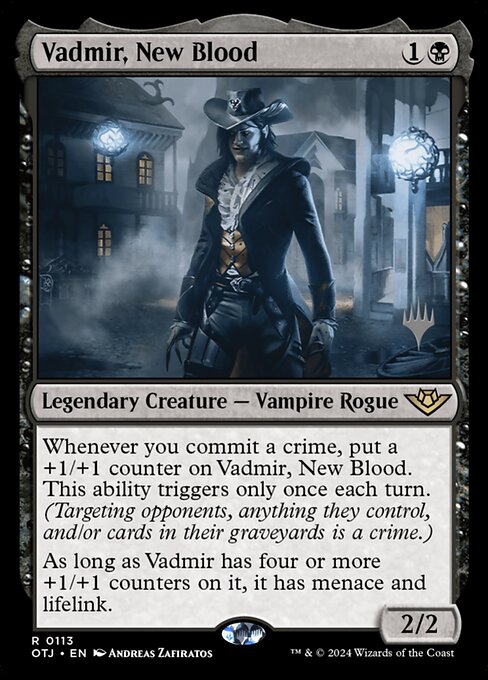 Vadmir, New Blood 1
Legendary Creature — Vampire Rogue
Whenever you commit a crime, put a
+1/+1 counter on Vadmir, New Blood.
This ability triggers only once each turn.
(Targeting opponents, anything they control,
and/or cards in their graveyards is a crime.)
As long as Vadmir has four or more
+1/+1 counters on it, it has menace and
lifelink.
2/2
R 0113
OTJ • EN Andreas Zafiratos
™ & © 2024 Wizards of the Coast